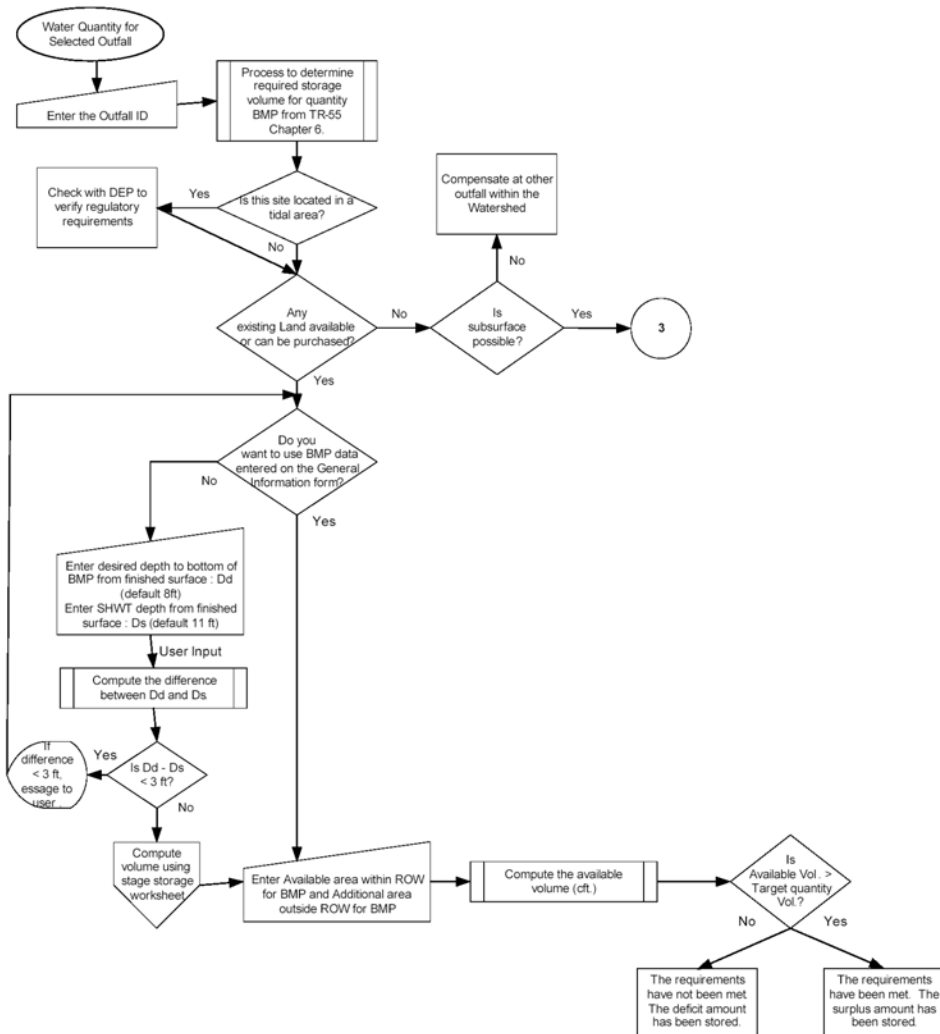 Water Quantity for
Selected Outfall
Enter the Outfall ID
Process to determine
required storage
volume for quantity
BMP from TR-55
Chapter 6.
Check with DEP to
verify regulatory
requirements
Yes
Is this site located in a
tidal area?
No
Compensate at other
outfall within the
Watershed
No
Any
existing Land available
or can be purchased?
No
Is
subsurface
possible?
Yes
3
Yes
Do you
want to use BMP data
entered on the General
Information form?
No
Yes
Enter desired depth to bottom of
BMP from finished surface : Dd
(default 8ft)
Enter SHWT depth from finished
surface : Ds (default 11 ft)
User Input
Compute the difference
between Dd and Ds.
If
difference
< 3 ft,
essage to
user .
Yes
Is Dd - Ds
< 3 ft?
No
Compute
volume using
stage storage
worksheet
Enter Available area within ROW
for BMP and Additional area
outside ROW for BMP
Compute the available
volume (cft.)
Is
Available Vol. >
Target quantity
Vol.?
No
Yes
The requirements
have not been met.
The deficit amount
has been stored.
The requirements
have been met. The
surplus amount has
been stored.